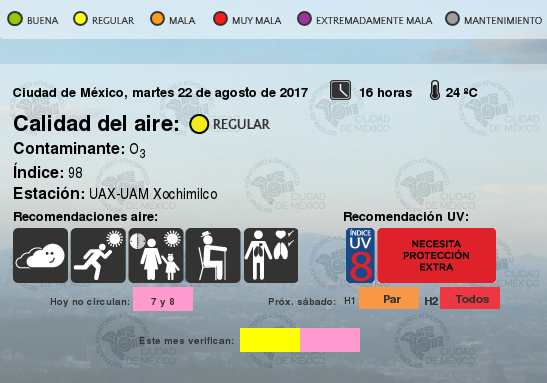 BUENA REGULAR MALA MUY MALA EXTREMADAMENTE MALA MANTENIMIENTO
Ciudad de México, martes 22 de agosto de 2017 16 horas 24 ºC
Calidad del aire: REGULAR
Contaminante: O3
Índice: 98
Estación: UAX-UAM Xochimilco
Recomendaciones aire: Recomendación UV:
ÍNDICE
UV
8
NECESITA
PROTECCIÓN
EXTRA
Hoy no circulan: 7 y 8 Próx. sábado: H1 Par H2 Todos
Este mes verifican: